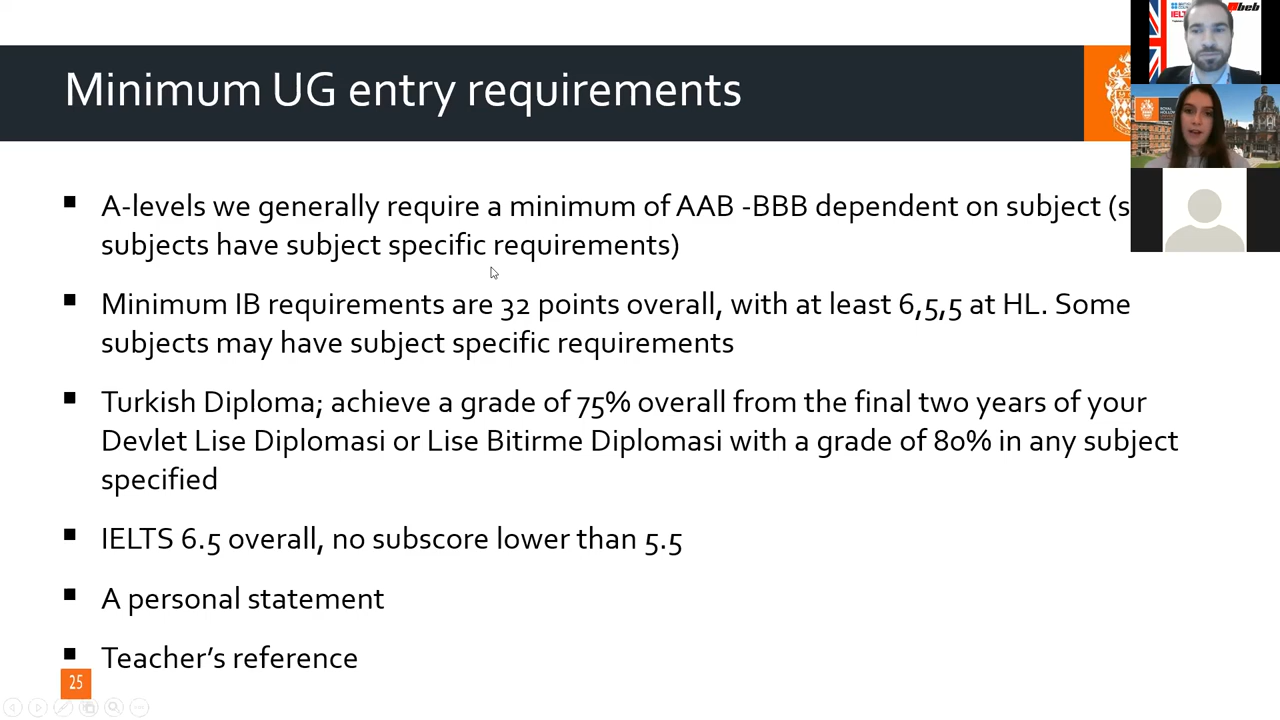 Minimum UG entry requirements
A-levels we generally require a minimum of AAB -BBB dependent on subject (s
subjects have subject specific requirements)
Minimum IB requirements are 32 points overall, with at least 6,5,5 at HL. Some
subjects may have subject specific requirements
Turkish Diploma; achieve a grade of 75% overall from the final two years of your
Devlet Lise Diplomasi or Lise Bitirme Diplomasi with a grade of 80% in any subject
specified
IELTS 6.5 overall, no subscore lower than 5.5
A personal statement
Teacher's reference
25
beb
IELT
ROYAL
HOLLOW